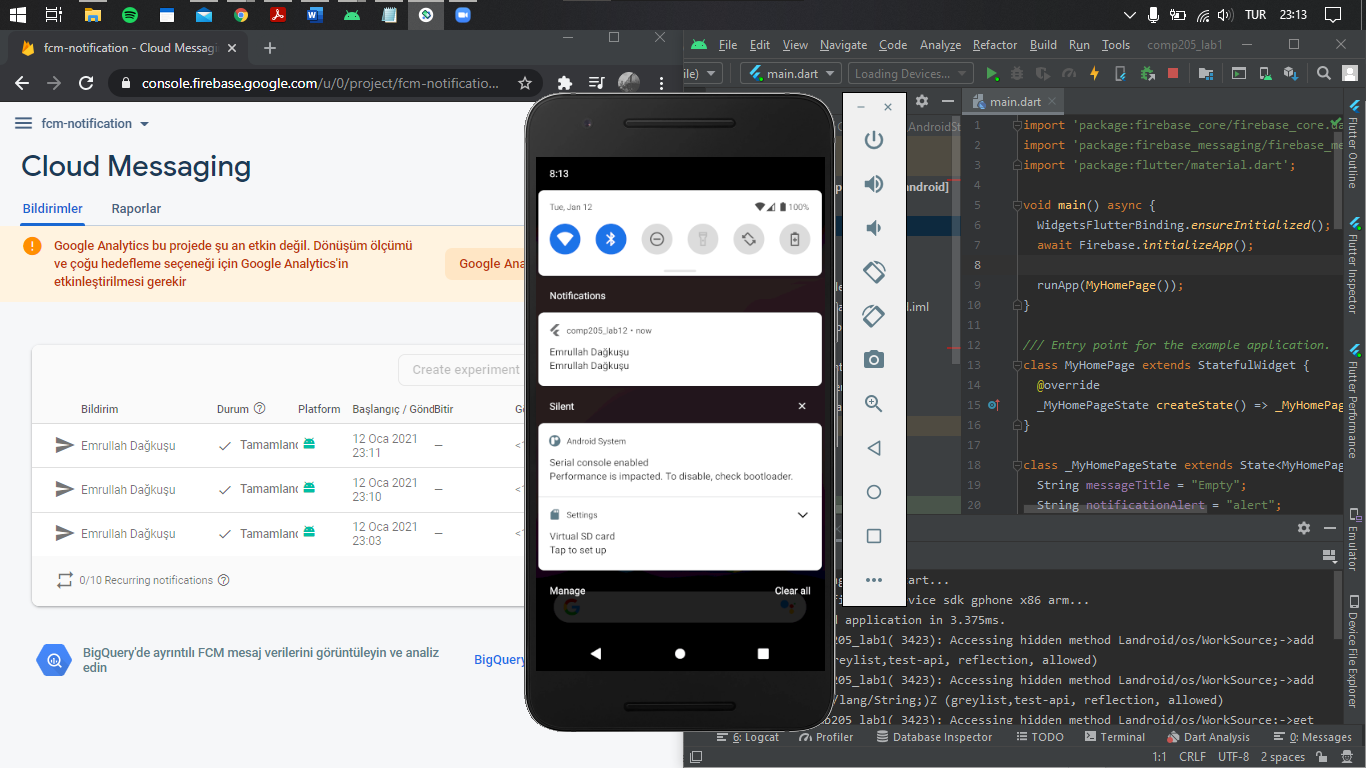 TUR
23:13
fcm-notification - Cloud Messagi
console.firebase.google.com/u/0/project/fcm-notificatio...
fcm-notification
Cloud Messaging
Bildirimler
Raporlar
Google Analytics bu projede şu an etkin değil. Dönüşüm ölçümü
ve çoğu hedefleme seçeneği için Google Analytics'in
etkinleştirilmesi gerekir
Google Ana
Create experiment
Bildirim
Durum
Platform
Başlangıç / Gönd
Bitir
Emrullah Dağkuşu
Tamamlanc
12 Oca 2021
23:11
—
Emrullah Dağkuşu
Tamamlanc
12 Oca 2021
23:10
—
Emrullah Dağkuşu
Tamamlanc
12 Oca 2021
23:03
—
0/10 Recurring notifications
BigQuery'de ayrıntılı FCM mesaj verilerini görüntüleyin ve analiz
edin
BigQuery
8:13
Tue, Jan 12
100%
Notifications
comp205_lab12 • now
Emrullah Dağkuşu
Emrullah Dağkuşu
Silent
Android System
Serial console enabled
Performance is impacted. To disable, check bootloader.
Settings
Virtual SD card
Tap to set up
Manage
Clear all
File Edit View Navigate Code Analyze Refactor Build Run Tools comp205_lab1
ile)
main.dart
Loading Devices...
AndroidSt
ndroid]
l.iml
main.dart
1 import 'package:firebase_core/firebase_core.da
2 import 'package:firebase_messaging/firebase_me
3 import 'package:flutter/material.dart';
4
5 void main() async {
6 WidgetsFlutterBinding.ensureInitialized();
7 await Firebase.initializeApp();
8
9 runApp(MyHomePage());
10 }
11
12 /// Entry point for the example application.
13 class MyHomePage extends StatefulWidget {
14 @override
15 _MyHomePageState createState() => _MyHomePag
16 }
17
18 class _MyHomePageState extends State<MyHomePag
19 String messageTitle = "Empty";
20 String notificationAlert = "alert";
Flutter Outline
Flutter Inspector
Flutter Performance
Emulator
Device File Explorer
art...
vice sdk gphone x86 arm...
d application in 3.375ms.
205_lab1( 3423): Accessing hidden method Landroid/os/WorkSource;->add
reylist,test-api, reflection, allowed)
205_lab1( 3423): Accessing hidden method Landroid/os/WorkSource;->add
/lang/String;)Z (greylist,test-api, reflection, allowed)
205_lab1( 3423): Accessing hidden method Landroid/os/WorkSource;->get
6: Logcat Profiler Database Inspector TODO Terminal Dart Analysis 0: Messages
1:1 CRLF UTF-8 2 spaces